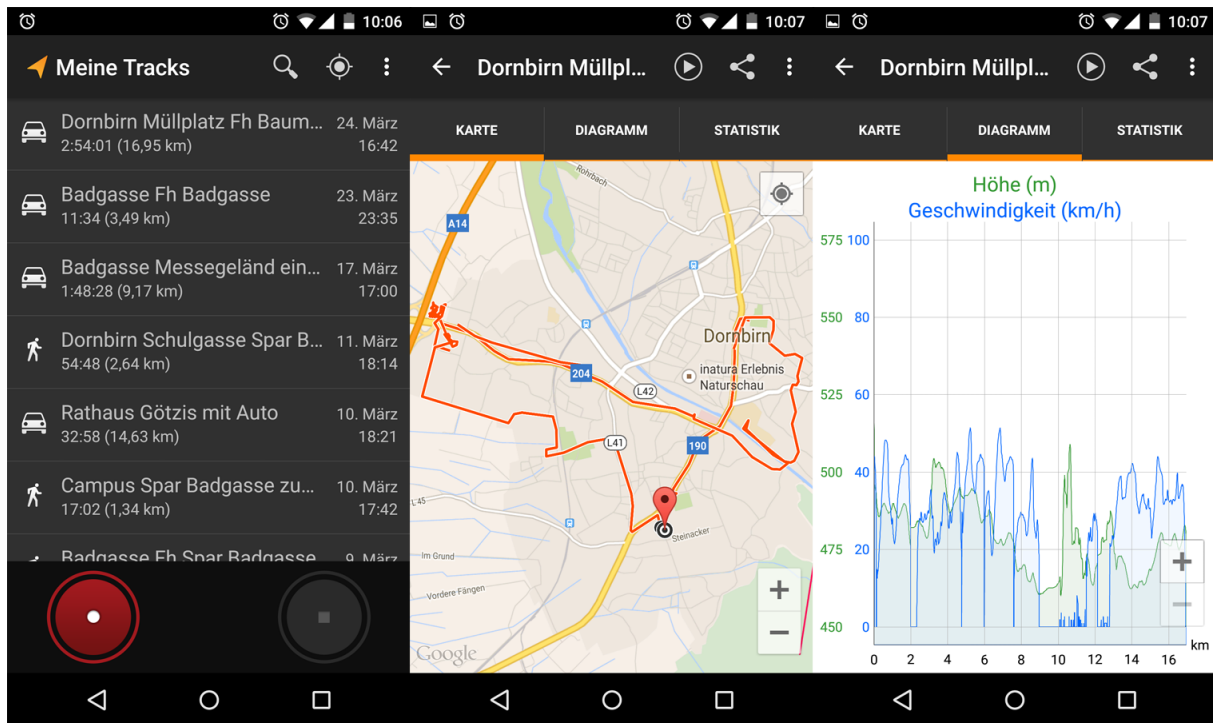 10:06
Meine Tracks
Dornbirn Müllplatz Fh Baum... 24. März
2:54:01 (16,95 km) 16:42
Badgasse Fh Badgasse 23. März
11:34 (3,49 km) 23:35
Badgasse Messegeländ ein... 17. März
1:48:28 (9,17 km) 17:00
Dornbirn Schulgasse Spar B... 11. März
54:48 (2,64 km) 18:14
Rathaus Götzis mit Auto 10. März
32:58 (14,63 km) 18:21
Campus Spar Badgasse zu... 10. März
17:02 (1,34 km) 17:42
Badgasse Fh Spar Badgasse 9. März
10:07
Dornbirn Müllpl...
KARTE DIAGRAMM STATISTIK
Rohrbach
A14
Dornbirn
inatura Erlebnis
Naturschau
204
L42
L41
190
L 45
Steinacker
Im Grund
Vordere Fängen
+
−
Google
10:07
Dornbirn Müllpl...
KARTE DIAGRAMM STATISTIK
Höhe (m)
Geschwindigkeit (km/h)
575 100
550 80
525 60
500 40
475 20
450 0
+
−
km
0 2 4 6 8 10 12 14 16